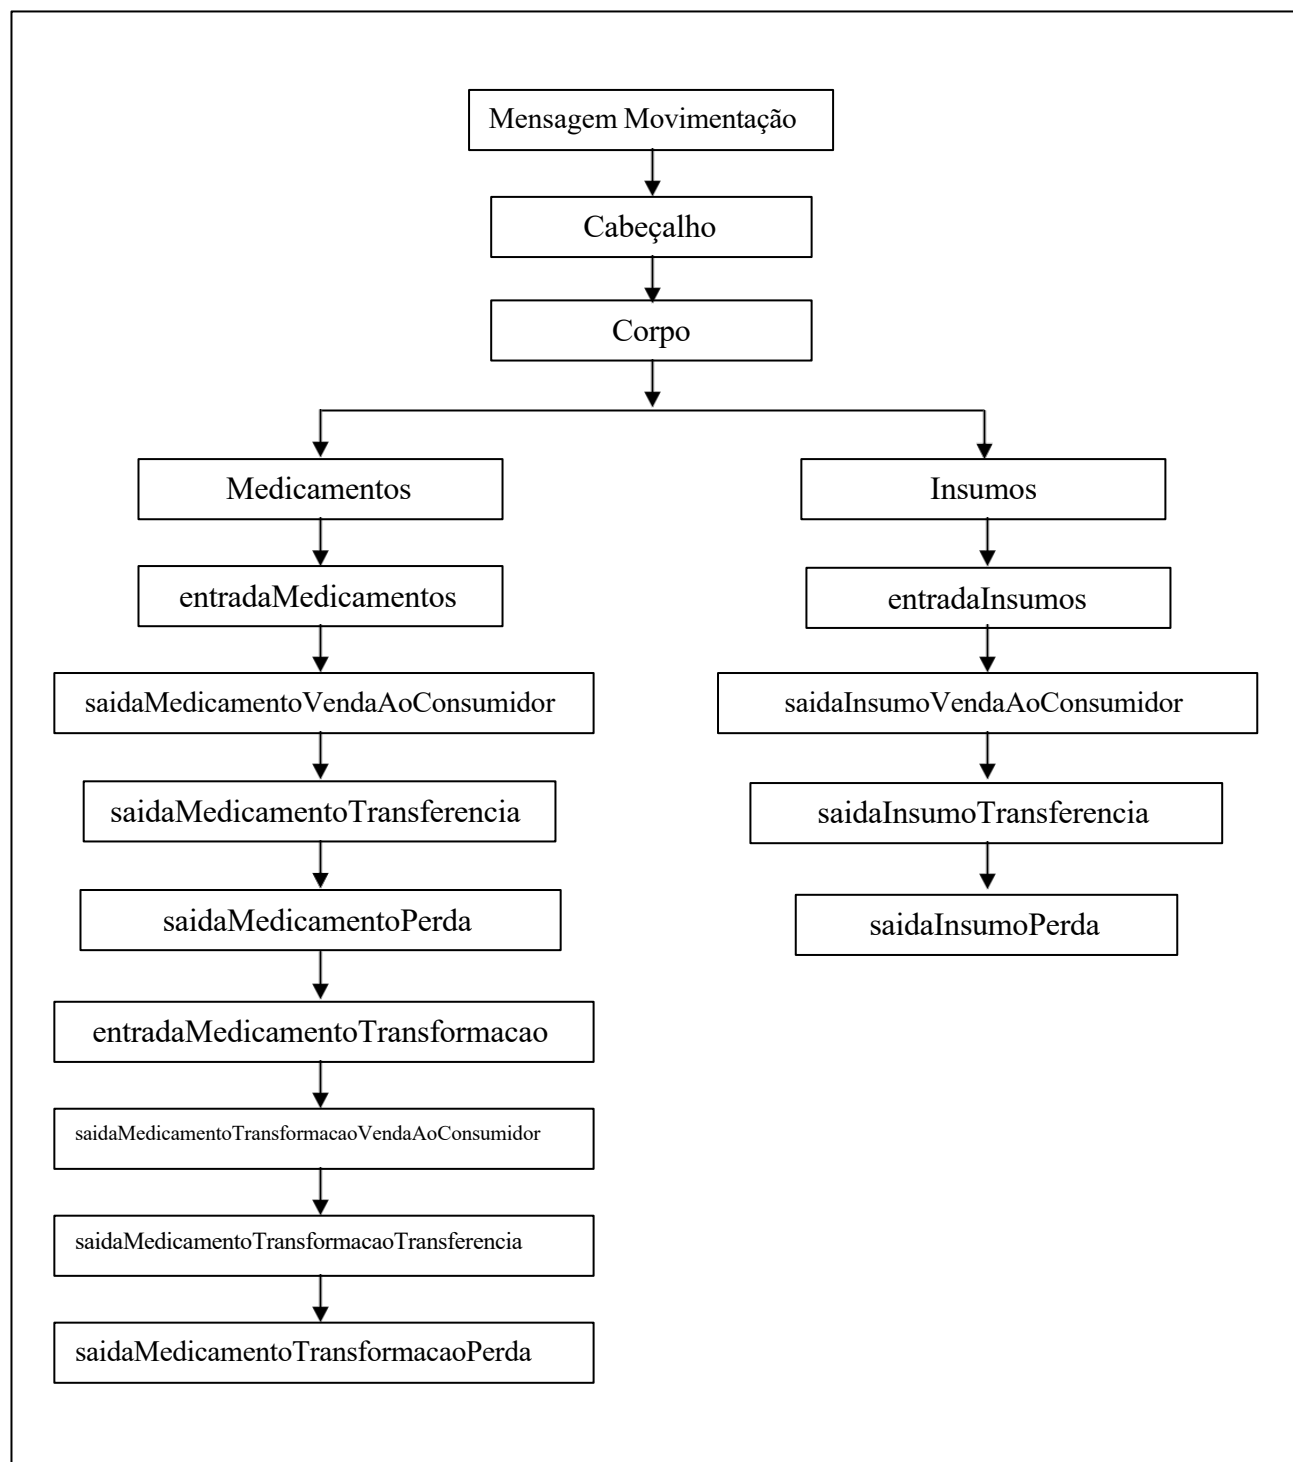 Mensagem Movimentação
Cabeçalho
Corpo
Medicamentos
Insumos
entradaMedicamentos
entradaInsumos
saidaMedicamentoVendaAoConsumidor
saidaInsumoVendaAoConsumidor
saidaMedicamentoTransferencia
saidaInsumoTransferencia
saidaMedicamentoPerda
saidaInsumoPerda
entradaMedicamentoTransformacao
saidaMedicamentoTransformacaoVendaAoConsumidor
saidaMedicamentoTransformacaoTransferencia
saidaMedicamentoTransformacaoPerda